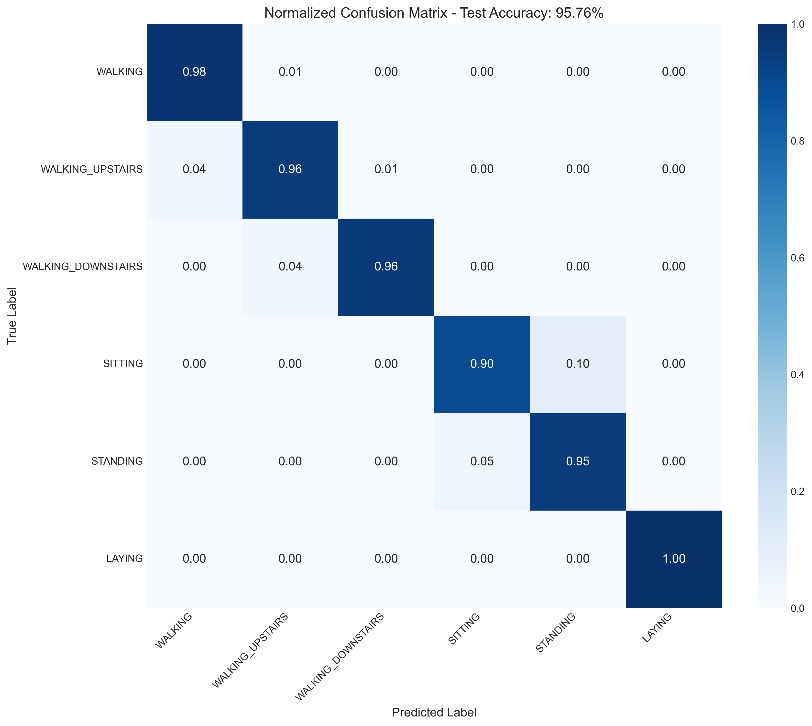 Normalized Confusion Matrix - Test Accuracy: 95.76%
WALKING 0.98 0.01 0.00 0.00 0.00 0.00
WALKING_UPSTAIRS 0.04 0.96 0.01 0.00 0.00 0.00
WALKING_DOWNSTAIRS 0.00 0.04 0.96 0.00 0.00 0.00
SITTING 0.00 0.00 0.00 0.90 0.10 0.00
STANDING 0.00 0.00 0.00 0.05 0.95 0.00
LAYING 0.00 0.00 0.00 0.00 0.00 1.00
True Label
WALKING
WALKING_UPSTAIRS
WALKING_DOWNSTAIRS
SITTING
STANDING
LAYING
Predicted Label
1.0
0.8
0.6
0.4
0.2
0.0